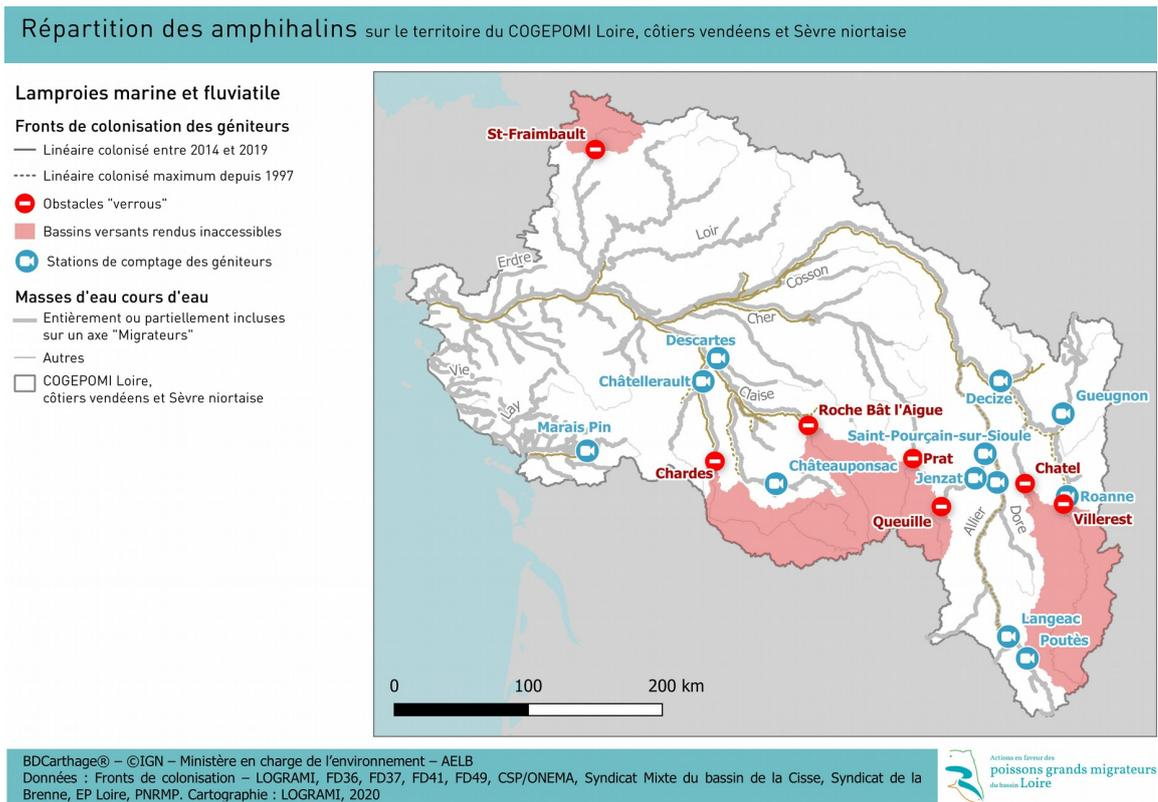 Répartition des amphihalins sur le territoire du COGEPOMI Loire, côtiers vendéens et Sèvre niortaise
Lamproies marine et fluviatile
Fronts de colonisation des géniteurs
Linéaire colonisé entre 2014 et 2019
Linéaire colonisé maximum depuis 1997
Obstacles "verrous"
Bassins versants rendus inaccessibles
Stations de comptage des géniteurs
Masses d'eau cours d'eau
Entièrement ou partiellement incluses
sur un axe "Migrateurs"
Autres
COGEPOMI Loire,
côtiers vendéens et Sèvre niortaise
St-Fraimbault
Loir
Erdre
Cosson
Cher
Descartes
Vie
Châtellerault
Decize
Claise
Gueugnon
Lay
Roche Bât l'Aigue
Marais Pin
Saint-Pourçain-sur-Sioule
Prat
Châteauponsac
Chardes
Jenzat
Chatel
Roanne
Queuille
Allier
Dore
Villerest
Langeac
Poutès
0 100 200 km
BDCarthage® – ©IGN – Ministère en charge de l'environnement – AELB
Données : Fronts de colonisation – LOGRAMI, FD36, FD37, FD41, FD49, CSP/ONEMA, Syndicat Mixte du bassin de la Cisse, Syndicat de la
Brenne, EP Loire, PNRMP. Cartographie : LOGRAMI, 2020
Actions en faveur des
poissons grands migrateurs
du bassin Loire